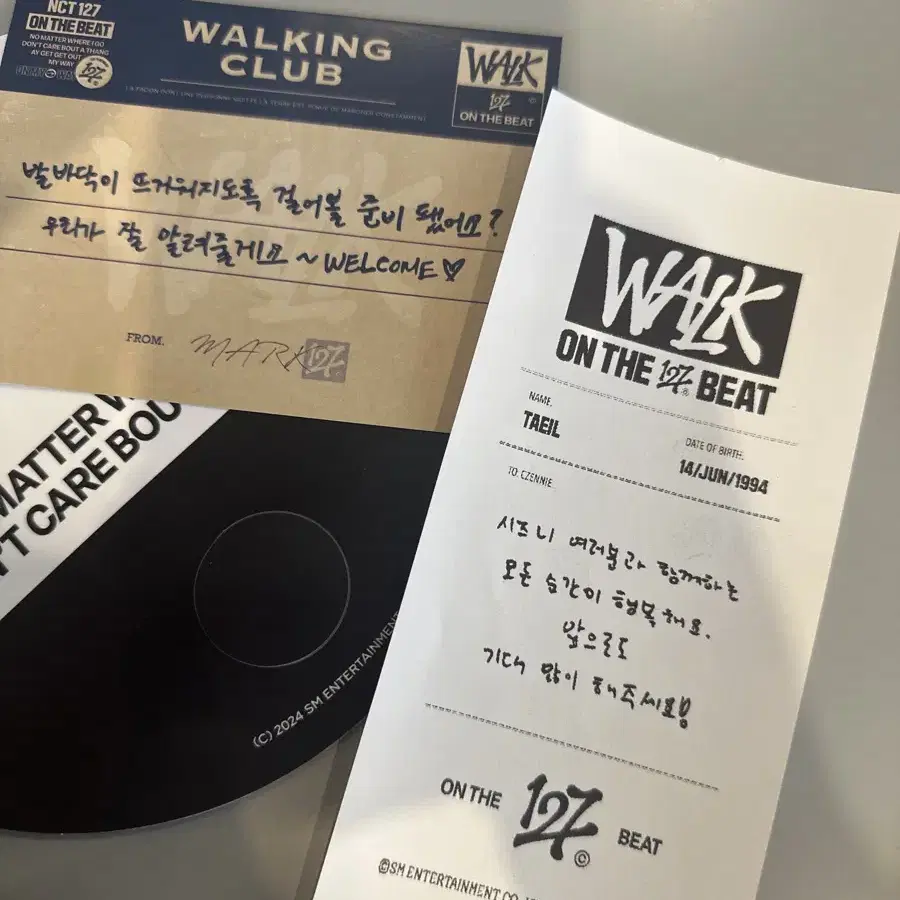 NCT 127
ON THE BEAT
NO MATTER WHERE I GO
DON'T CARE BOUT A THANG
AY GET GET OUT
MY WAY
ON MY WAY
127
WALKING
CLUB
WALK
127
ON THE BEAT
발바닥이 뜨거워지도록 걸어볼 준비 됐어요?
우리가 잘 알려줄게요~WELCOME♡
FROM. MARK 127
MATTER W
'T CARE BOU
(C) 2024 SM ENTERTAINMENT
WALK
ON THE 127 BEAT
NAME.
TAEIL
DATE OF BIRTH.
14/JUN/1994
TO. CZENNIE.
시즈니 여러분과 함께하는
모든 순간이 행복해요.
앞으로도
기대 많이 해주세요!
ON THE 127 © BEAT
©SM ENTERTAINMENT CO.